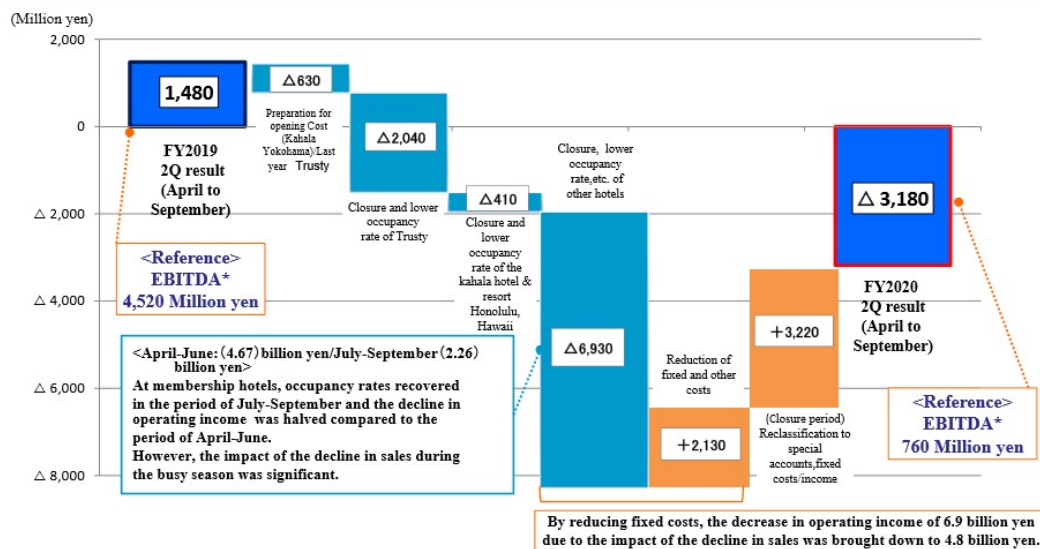 (Million yen)
2,000
0
△ 2,000
△ 4,000
△ 6,000
△ 8,000
1,480
FY2019
2Q result
(April to
September)
<Reference>
EBITDA*
4,520 Million yen
△630
Preparation for
opening Cost
(Kahala
Yokohama)/Last
year Trusty
△2,040
Closure and lower
occupancy
rate of Trusty
△410
Closure and
lower
occupancy
rate of the
kahala hotel &
resort
Honolulu,
Hawaii
Closure, lower
occupancy
rate,etc. of
other hotels
△6,930
Reduction of
fixed and other
costs
+2,130
+3,220
(Closure period)
Reclassification to
special
accounts,fixed
costs/income
△ 3,180
FY2020
2Q result
(April to
September)
<Reference>
EBITDA*
760 Million yen
<April-June: (4.67) billion yen/July-September (2.26)
billion yen>
At membership hotels, occupancy rates recovered
in the period of July-September and the decline in
operating income was halved compared to the
period of April-June.
However, the impact of the decline in sales during
the busy season was significant.
By reducing fixed costs, the decrease in operating income of 6.9 billion yen
due to the impact of the decline in sales was brought down to 4.8 billion yen.